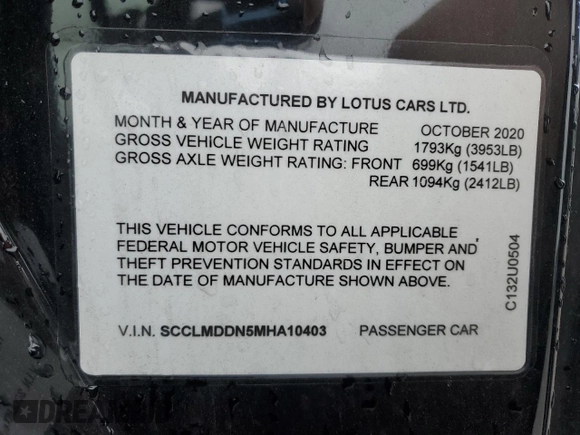 MANUFACTURED BY LOTUS CARS LTD.
MONTH & YEAR OF MANUFACTURE OCTOBER 2020
GROSS VEHICLE WEIGHT RATING 1793Kg (3953LB)
GROSS AXLE WEIGHT RATING: FRONT 699Kg (1541LB)
REAR 1094Kg (2412LB)
THIS VEHICLE CONFORMS TO ALL APPLICABLE
FEDERAL MOTOR VEHICLE SAFETY, BUMPER AND
THEFT PREVENTION STANDARDS IN EFFECT ON
THE DATE OF MANUFACTURE SHOWN ABOVE.
V.I.N. SCCLMDDN5MHA10403 PASSENGER CAR
C132U0504